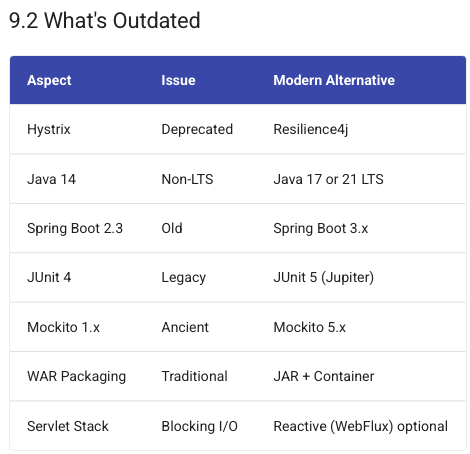 9.2 What's Outdated
Aspect Issue Modern Alternative
Hystrix Deprecated Resilience4j
Java 14 Non-LTS Java 17 or 21 LTS
Spring Boot 2.3 Old Spring Boot 3.x
JUnit 4 Legacy JUnit 5 (Jupiter)
Mockito 1.x Ancient Mockito 5.x
WAR Packaging Traditional JAR + Container
Servlet Stack Blocking I/O Reactive (WebFlux) optional